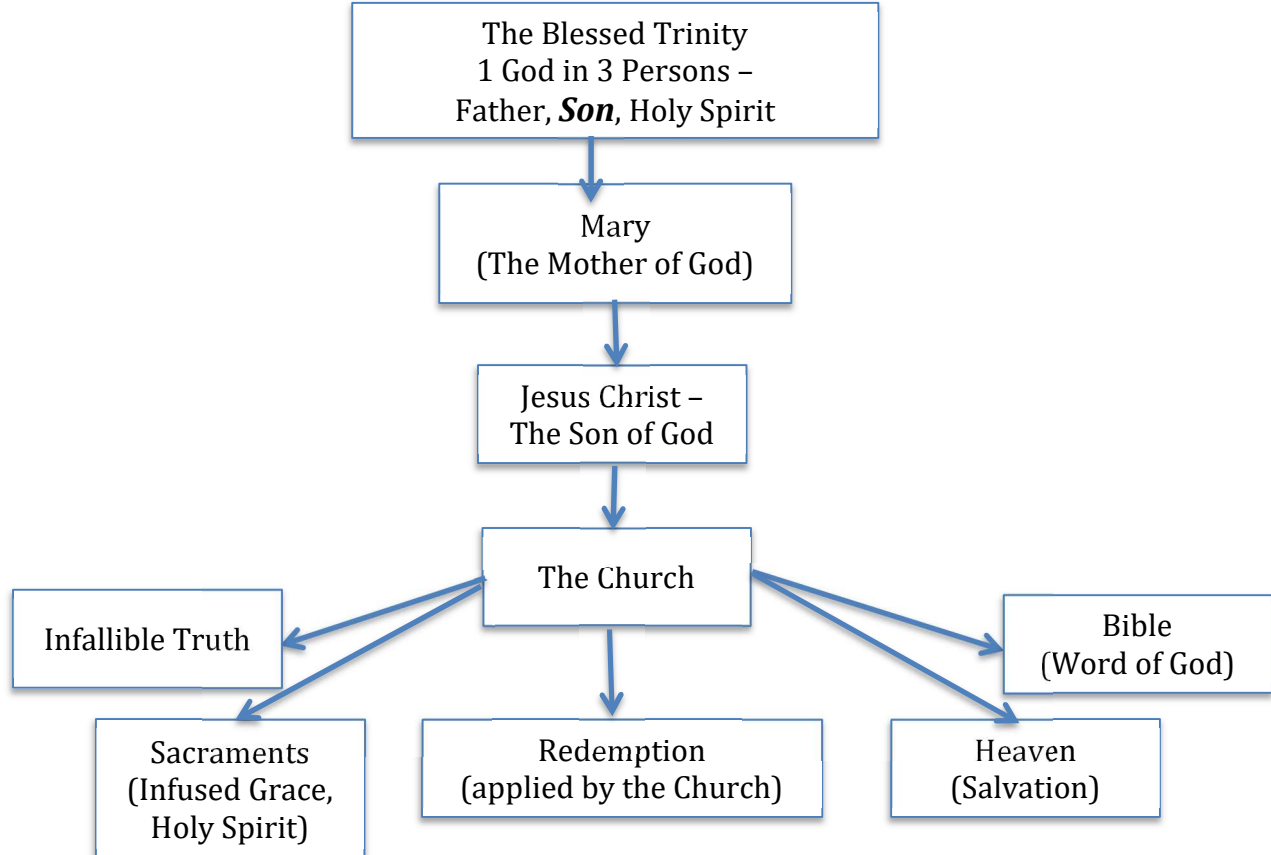 The Blessed Trinity
1 God in 3 Persons –
Father, Son, Holy Spirit
Mary
(The Mother of God)
Jesus Christ –
The Son of God
The Church
Infallible Truth
Bible
(Word of God)
Sacraments
(Infused Grace,
Holy Spirit)
Redemption
(applied by the Church)
Heaven
(Salvation)